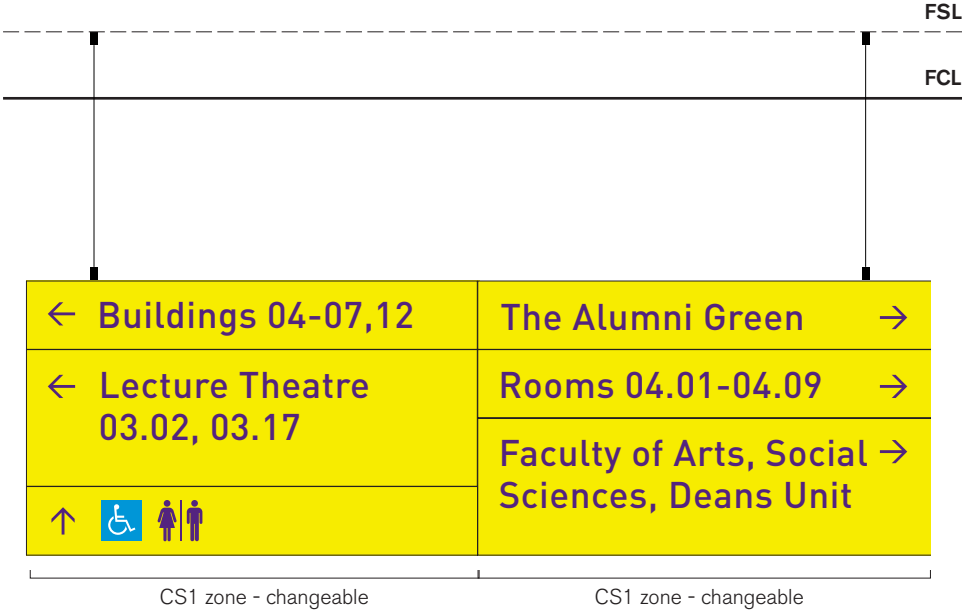 FSL
FCL
← Buildings 04-07,12
← Lecture Theatre
03.02, 03.17
↑
The Alumni Green →
Rooms 04.01-04.09 →
Faculty of Arts, Social →
Sciences, Deans Unit
CS1 zone - changeable
CS1 zone - changeable